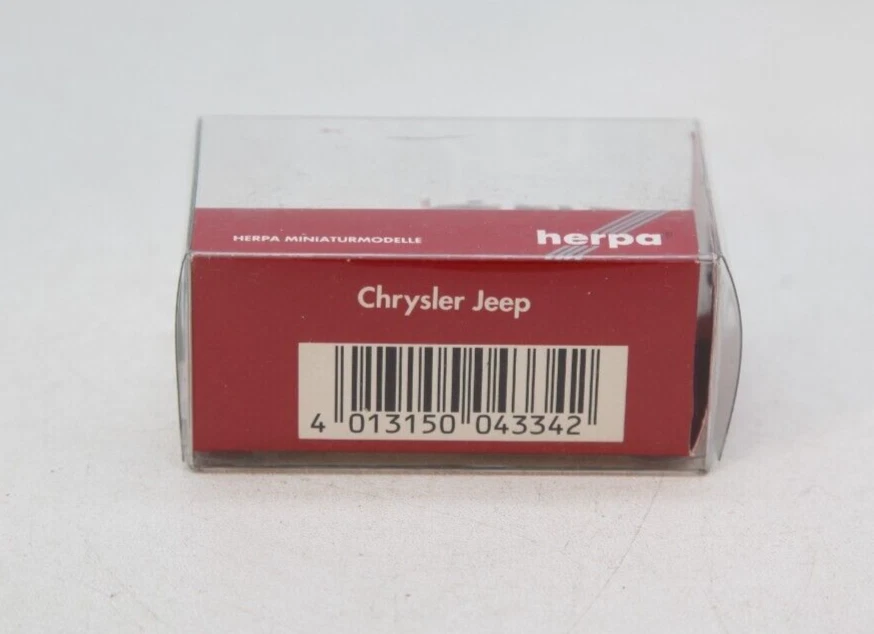 HERPA MINIATURMODELLE
herpa
Chrysler Jeep
4 013150 043342